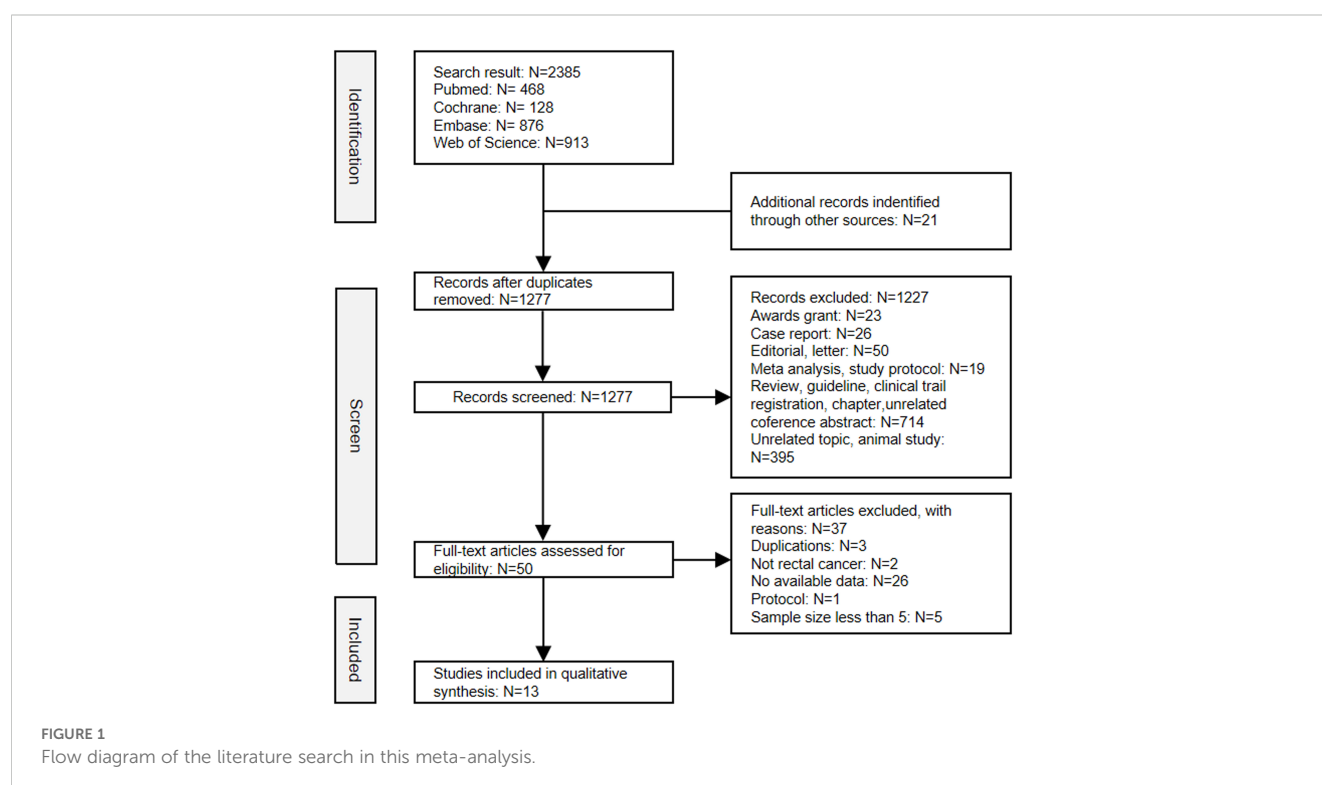 Identification
Search result: N=2385
Pubmed: N= 468
Cochrane: N= 128
Embase: N= 876
Web of Science: N=913
Additional records indentified
through other sources: N=21
Screen
Records after duplicates
removed: N=1277
Records screened: N=1277
Records excluded: N=1227
Awards grant: N=23
Case report: N=26
Editorial, letter: N=50
Meta analysis, study protocol: N=19
Review, guideline, clinical trail
registration, chapter,unrelated
coference abstract: N=714
Unrelated topic, animal study:
N=395
Full-text articles assessed for
eligibility: N=50
Full-text articles excluded, with
reasons: N=37
Duplications: N=3
Not rectal cancer: N=2
No available data: N=26
Protocol: N=1
Sample size less than 5: N=5
Included
Studies included in qualitative
synthesis: N=13
FIGURE 1
Flow diagram of the literature search in this meta-analysis.